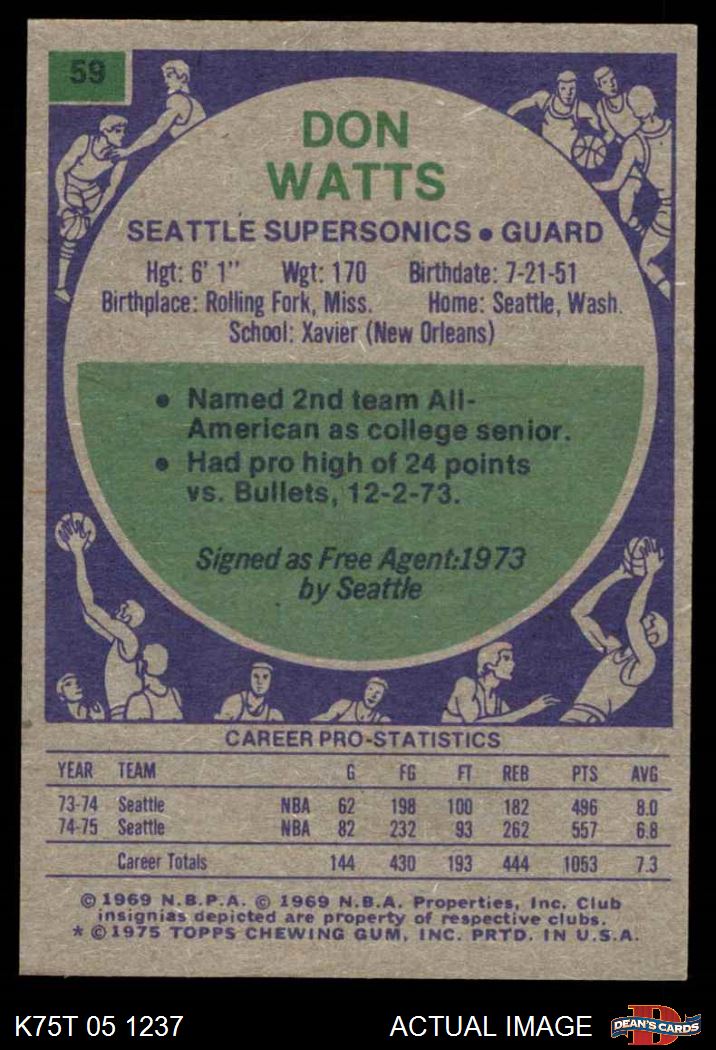 59
DON
WATTS
SEATTLE SUPERSONICS • GUARD
Hgt: 6' 1" Wgt: 170 Birthdate: 7-21-51
Birthplace: Rolling Fork, Miss. Home: Seattle, Wash.
School: Xavier (New Orleans)
• Named 2nd team All-
American as college senior.
• Had pro high of 24 points
vs. Bullets, 12-2-73.
Signed as Free Agent:1973
by Seattle
CAREER PRO-STATISTICS
YEAR TEAM G FG FT REB PTS AVG
73-74 Seattle NBA 62 198 100 182 496 8.0
74-75 Seattle NBA 82 232 93 262 557 6.8
Career Totals 144 430 193 444 1053 7.3
© 1969 N.B.P.A. © 1969 N.B.A. Properties, Inc. Club
insignias depicted are property of respective clubs.
* © 1975 TOPPS CHEWING GUM, INC. PRTD. IN U.S.A.
K75T 05 1237 ACTUAL IMAGE
D
DEAN'S CARDS